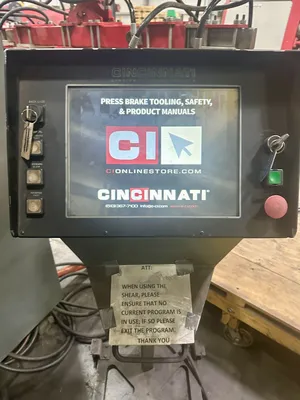 CINCINNATI
PRESS BRAKE TOOLING, SAFETY,
& PRODUCT MANUALS
CI
CIONLINESTORE.COM
CINCINNATI
ATT:
WHEN USING THE
SHEAR, PLEASE
ENSURE THAT NO
CURRENT PROGRAM IS
IN USE, IF SO PLEASE
EXIT THE PROGRAM.
THANK YOU